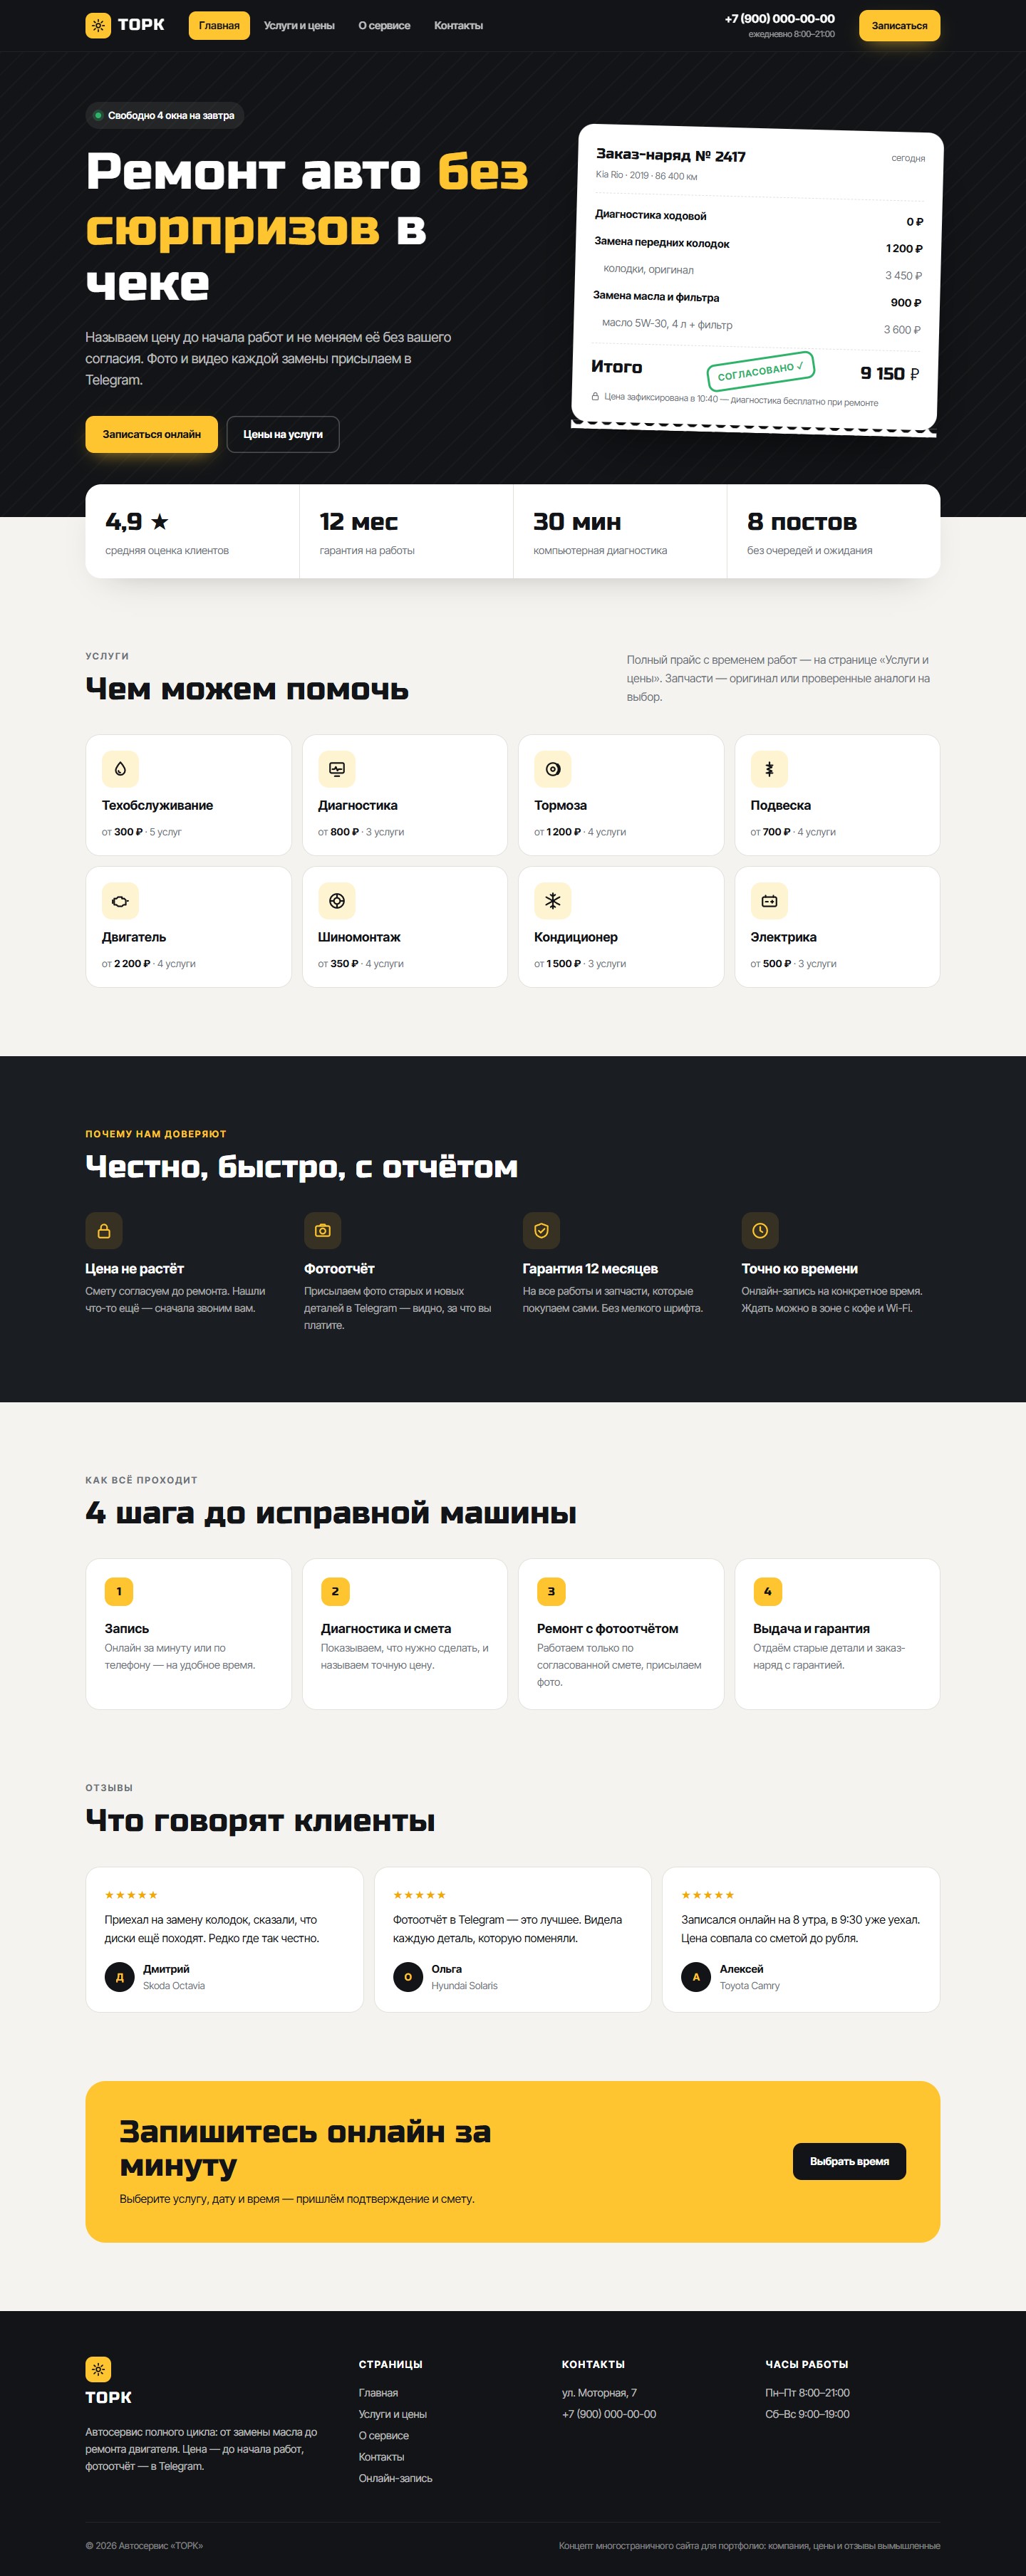 ТОРК
Главная
Услуги и цены
О сервисе
Контакты
+7 (900) 000-00-00
ежедневно 8:00–21:00
Записаться
Свободно 4 окна на завтра
Ремонт авто без
сюрпризов в
чеке
Называем цену до начала работ и не меняем её без вашего
согласия. Фото и видео каждой замены присылаем в
Telegram.
Записаться онлайн
Цены на услуги
Заказ-наряд № 2417
сегодня
Kia Rio · 2019 · 86 400 км
Диагностика ходовой
0 ₽
Замена передних колодок
1 200 ₽
колодки, оригинал
3 450 ₽
Замена масла и фильтра
900 ₽
масло 5W-30, 4 л + фильтр
3 600 ₽
Итого
СОГЛАСОВАНО ✓
9 150 ₽
Цена зафиксирована в 10:40 — диагностика бесплатно при ремонте
4,9 ★
средняя оценка клиентов
12 мес
гарантия на работы
30 мин
компьютерная диагностика
8 постов
без очередей и ожидания
УСЛУГИ
Чем можем помочь
Полный прайс с временем работ — на странице «Услуги и
цены». Запчасти — оригинал или проверенные аналоги на
выбор.
Техобслуживание
от 300 ₽ · 5 услуг
Диагностика
от 800 ₽ · 3 услуги
Тормоза
от 1 200 ₽ · 4 услуги
Подвеска
от 700 ₽ · 4 услуги
Двигатель
от 2 200 ₽ · 4 услуги
Шиномонтаж
от 350 ₽ · 4 услуги
Кондиционер
от 1 500 ₽ · 3 услуги
Электрика
от 500 ₽ · 3 услуги
ПОЧЕМУ НАМ ДОВЕРЯЮТ
Честно, быстро, с отчётом
Цена не растёт
Смету согласуем до ремонта. Нашли
что-то ещё — сначала звоним вам.
Фотоотчёт
Присылаем фото старых и новых
деталей в Telegram — видно, за что вы
платите.
Гарантия 12 месяцев
На все работы и запчасти, которые
покупаем сами. Без мелкого шрифта.
Точно ко времени
Онлайн-запись на конкретное время.
Ждать можно в зоне с кофе и Wi-Fi.
КАК ВСЁ ПРОХОДИТ
4 шага до исправной машины
1
Запись
Онлайн за минуту или по
телефону — на удобное время.
2
Диагностика и смета
Показываем, что нужно сделать, и
называем точную цену.
3
Ремонт с фотоотчётом
Работаем только по
согласованной смете, присылаем
фото.
4
Выдача и гарантия
Отдаём старые детали и заказ-
наряд с гарантией.
ОТЗЫВЫ
Что говорят клиенты
★★★★★
Приехал на замену колодок, сказали, что
диски ещё походят. Редко где так честно.
Д
Дмитрий
Skoda Octavia
★★★★★
Фотоотчёт в Telegram — это лучшее. Видела
каждую деталь, которую поменяли.
О
Ольга
Hyundai Solaris
★★★★★
Записался онлайн на 8 утра, в 9:30 уже уехал.
Цена совпала со сметой до рубля.
А
Алексей
Toyota Camry
Запишитесь онлайн за
минуту
Выберите услугу, дату и время — пришлём подтверждение и смету.
Выбрать время
ТОРК
Автосервис полного цикла: от замены масла до
ремонта двигателя. Цена — до начала работ,
фотоотчёт — в Telegram.
СТРАНИЦЫ
Главная
Услуги и цены
О сервисе
Контакты
Онлайн-запись
КОНТАКТЫ
ул. Моторная, 7
+7 (900) 000-00-00
ЧАСЫ РАБОТЫ
Пн–Пт 8:00–21:00
Сб–Вс 9:00–19:00
© 2026 Автосервис «ТОРК»
Концепт многостраничного сайта для портфолио: компания, цены и отзывы вымышленные